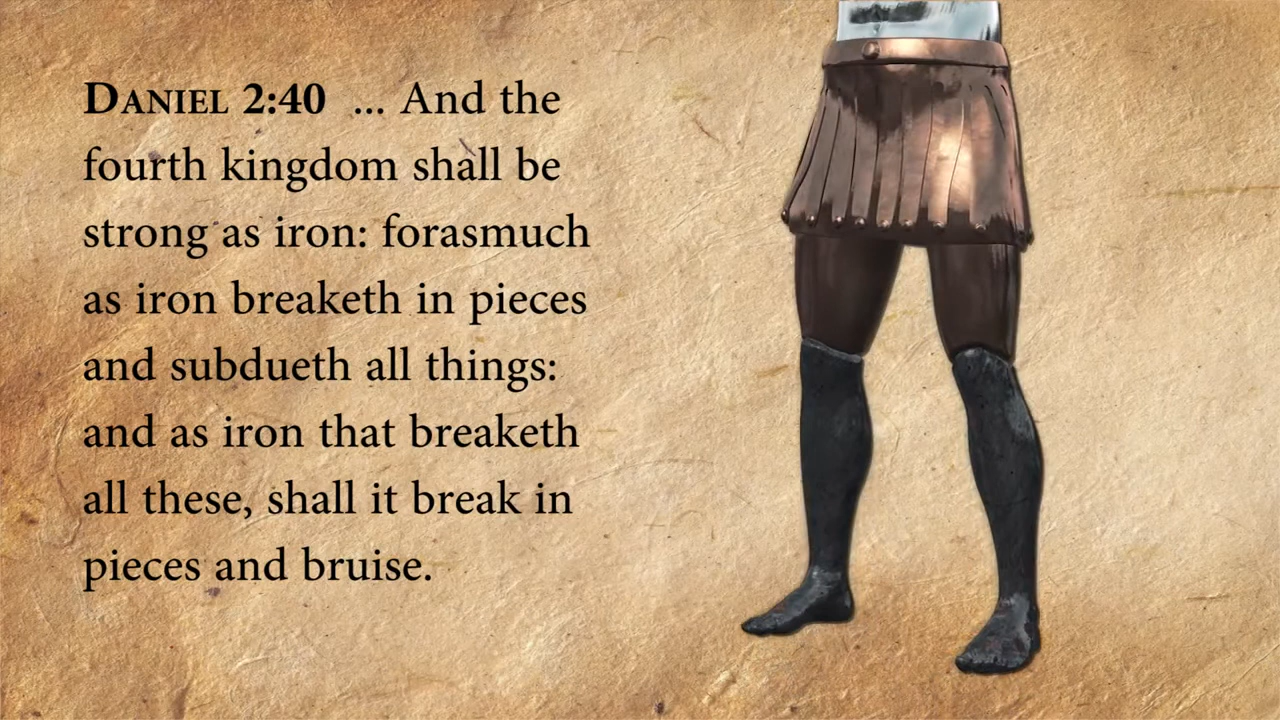 DANIEL 2:40 ... And the
fourth kingdom shall be
strong as iron: forasmuch
as iron breaketh in pieces
and subdueth all things:
and as iron that breaketh
all these, shall it break in
pieces and bruise.